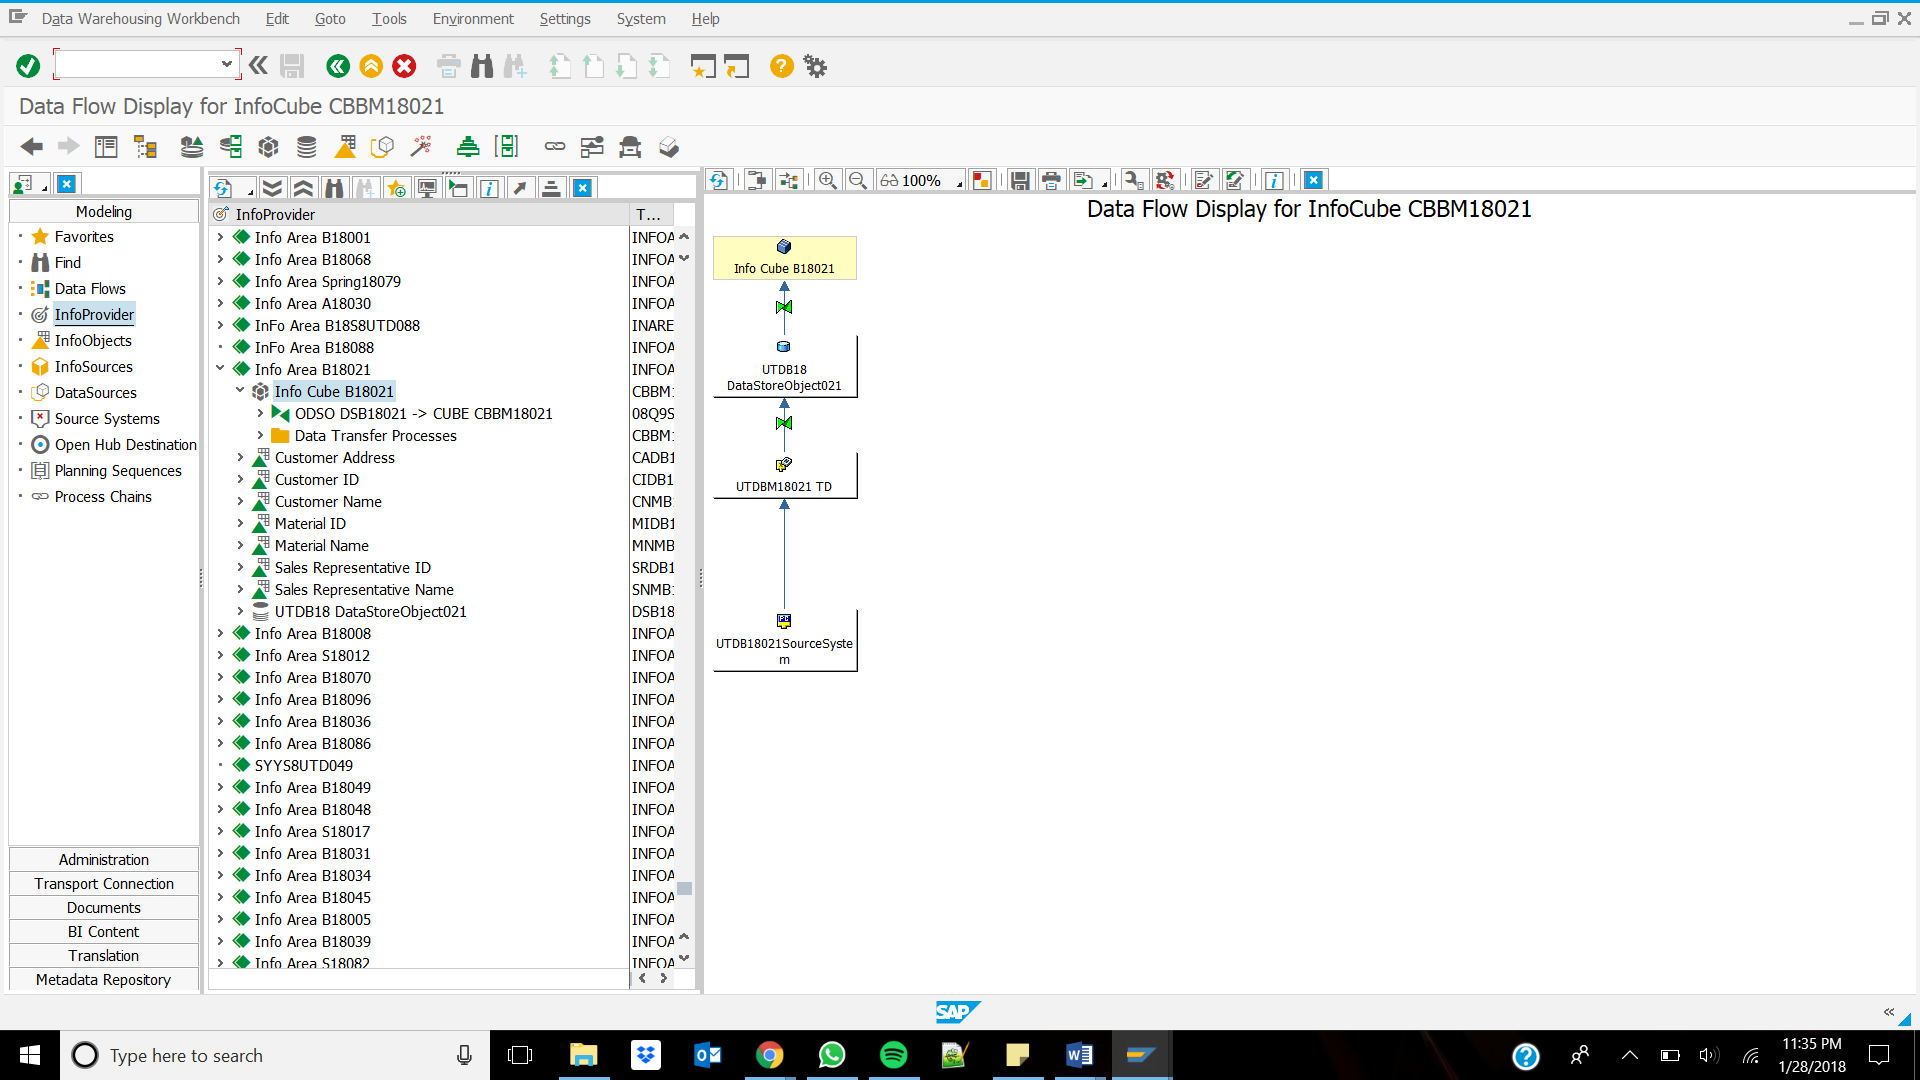 Data Warehousing Workbench Edit Goto Tools Environment Settings System Help
Data Flow Display for InfoCube CBBM18021
100%
Modeling
Favorites
Find
Data Flows
InfoProvider
InfoObjects
InfoSources
DataSources
Source Systems
Open Hub Destination
Planning Sequences
Process Chains
Administration
Transport Connection
Documents
BI Content
Translation
Metadata Repository
InfoProvider T...
Info Area B18001 INFOA
Info Area B18068 INFOA
Info Area Spring18079 INFOA
Info Area A18030 INFOA
InFo Area B18S8UTD088 INARE
InFo Area B18088 INFOA
Info Area B18021 INFOA
Info Cube B18021 CBBM1
ODSO DSB18021 -> CUBE CBBM18021 08Q9S
Data Transfer Processes CBBM1
Customer Address CADB1
Customer ID CIDB1
Customer Name CNMB1
Material ID MIDB1
Material Name MNMB
Sales Representative ID SRDB1
Sales Representative Name SNMB1
UTDB18 DataStoreObject021 DSB18
Info Area B18008 INFOA
Info Area S18012 INFOA
Info Area B18070 INFOA
Info Area B18096 INFOA
Info Area B18036 INFOA
Info Area B18086 INFOA
SYYS8UTD049 INFOA
Info Area B18049 INFOA
Info Area B18048 INFOA
Info Area S18017 INFOA
Info Area B18031 INFOA
Info Area B18034 INFOA
Info Area B18045 INFOA
Info Area B18005 INFOA
Info Area B18039 INFOA
Info Area S18082 INFOA
Data Flow Display for InfoCube CBBM18021
Info Cube B18021
UTDB18
DataStoreObject021
UTDBM18021 TD
UTDB18021SourceSyste
m
SAP
Type here to search
11:35 PM
1/28/2018